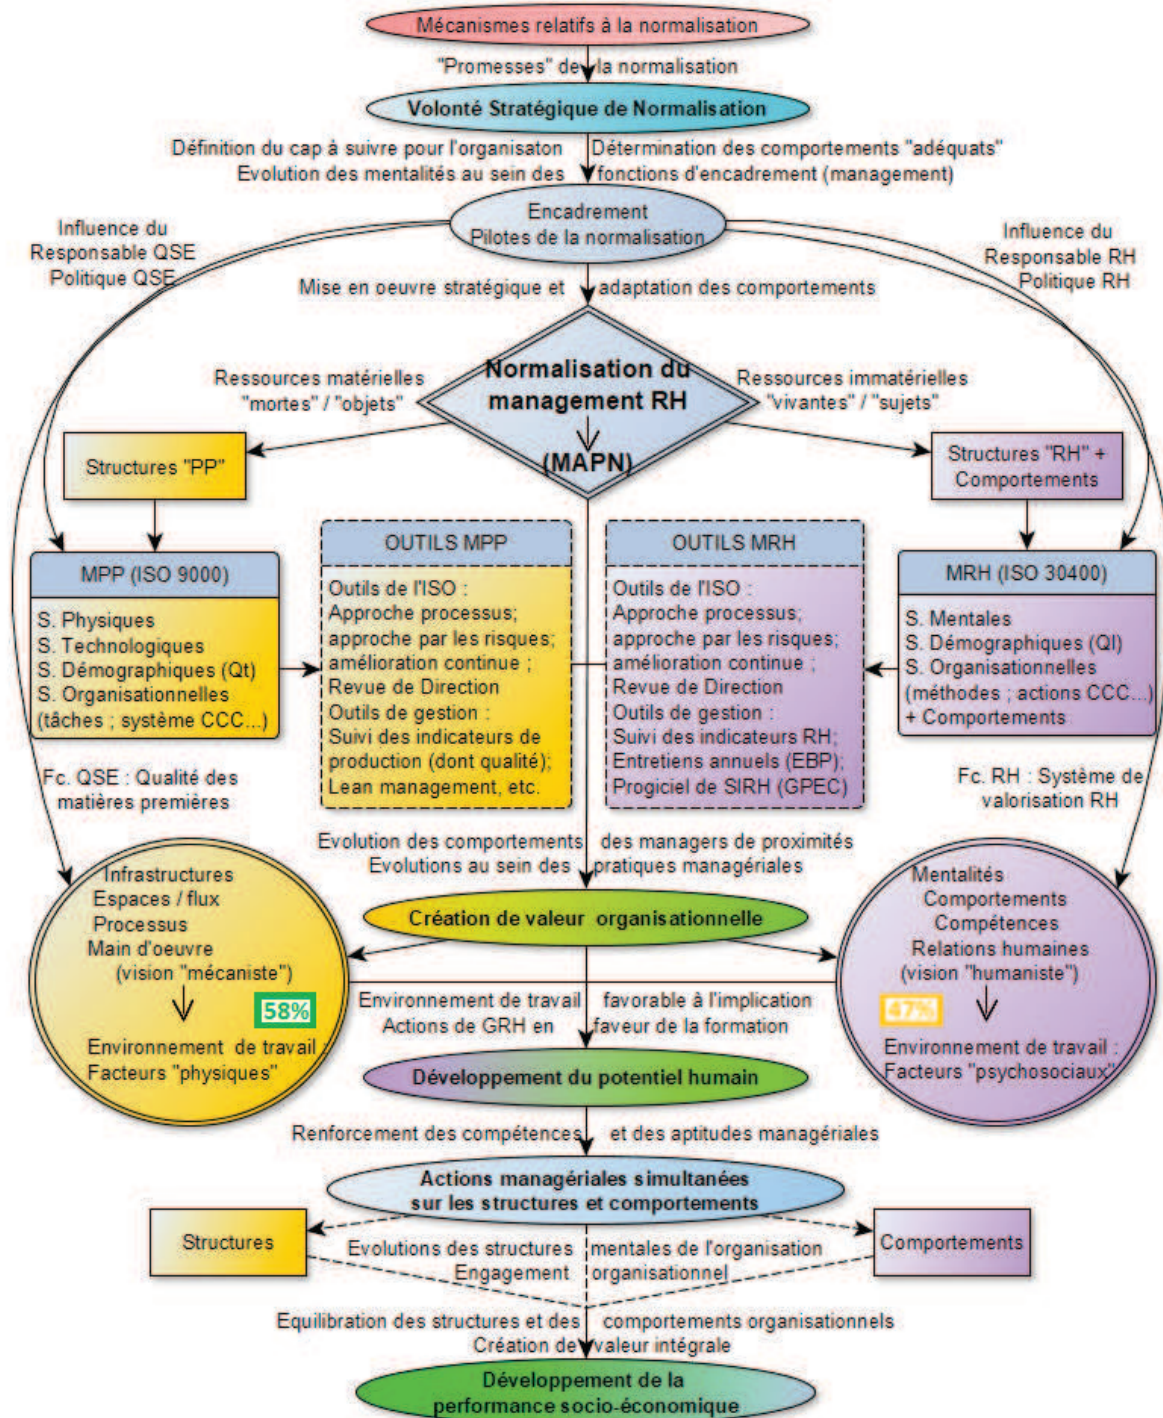 Mécanismes relatifs à la normalisation
"Promesses" de la normalisation
Volonté Stratégique de Normalisation
Définition du cap à suivre pour l'organisaton
Evolution des mentalités au sein des
Détermination des comportements "adéquats"
fonctions d'encadrement (management)
Encadrement
Pilotes de la normalisation
Influence du
Responsable QSE
Politique QSE
Influence du
Responsable RH
Politique RH
Mise en oeuvre stratégique et adaptation des comportements
Normalisation du
management RH
(MAPN)
Ressources matérielles
"mortes" / "objets"
Ressources immatérielles
"vivantes" / "sujets"
Structures "PP"
Structures "RH" +
Comportements
MPP (ISO 9000)
S. Physiques
S. Technologiques
S. Démographiques (Qt)
S. Organisationnelles
(tâches ; système CCC...)
OUTILS MPP
Outils de l'ISO :
Approche processus;
approche par les risques;
amélioration continue ;
Revue de Direction
Outils de gestion :
Suivi des indicateurs de
production (dont qualité);
Lean management, etc.
OUTILS MRH
Outils de l'ISO :
Approche processus;
approche par les risques;
amélioration continue ;
Revue de Direction
Outils de gestion :
Suivi des indicateurs RH;
Entretiens annuels (EBP);
Progiciel de SIRH (GPEC)
MRH (ISO 30400)
S. Mentales
S. Démographiques (Ql)
S. Organisationnelles
(méthodes ; actions CCC...)
+ Comportements
Fc. QSE : Qualité des
matières premières
Fc. RH : Système de
valorisation RH
Evolution des comportements des managers de proximités
Evolutions au sein des pratiques managériales
Infrastructures
Espaces / flux
Processus
Main d'oeuvre
(vision "mécaniste")
58%
Environnement de travail :
Facteurs "physiques"
Création de valeur organisationnelle
Mentalités
Comportements
Compétences
Relations humaines
(vision "humaniste")
47%
Environnement de travail :
Facteurs "psychosociaux"
Environnement de travail favorable à l'implication
Actions de GRH en faveur de la formation
Développement du potentiel humain
Renforcement des compétences et des aptitudes managériales
Actions managériales simultanées
sur les structures et comportements
Structures
Comportements
Evolutions des structures mentales de l'organisation
Engagement organisationnel
Equilibration des structures et des comportements organisationnels
Création de valeur intégrale
Développement de la
performance socio-économique